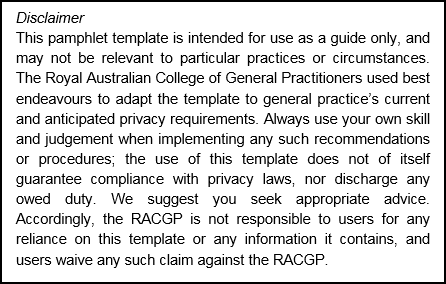 Disclaimer
This pamphlet template is intended for use as a guide only, and
may not be relevant to particular practices or circumstances.
The Royal Australian College of General Practitioners used best
endeavours to adapt the template to general practice's current
and anticipated privacy requirements. Always use your own skill
and judgement when implementing any such recommendations
or procedures; the use of this template does not of itself
guarantee compliance with privacy laws, nor discharge any
owed duty. We suggest you seek appropriate advice.
Accordingly, the RACGP is not responsible to users for any
reliance on this template or any information it contains, and
users waive any such claim against the RACGP.